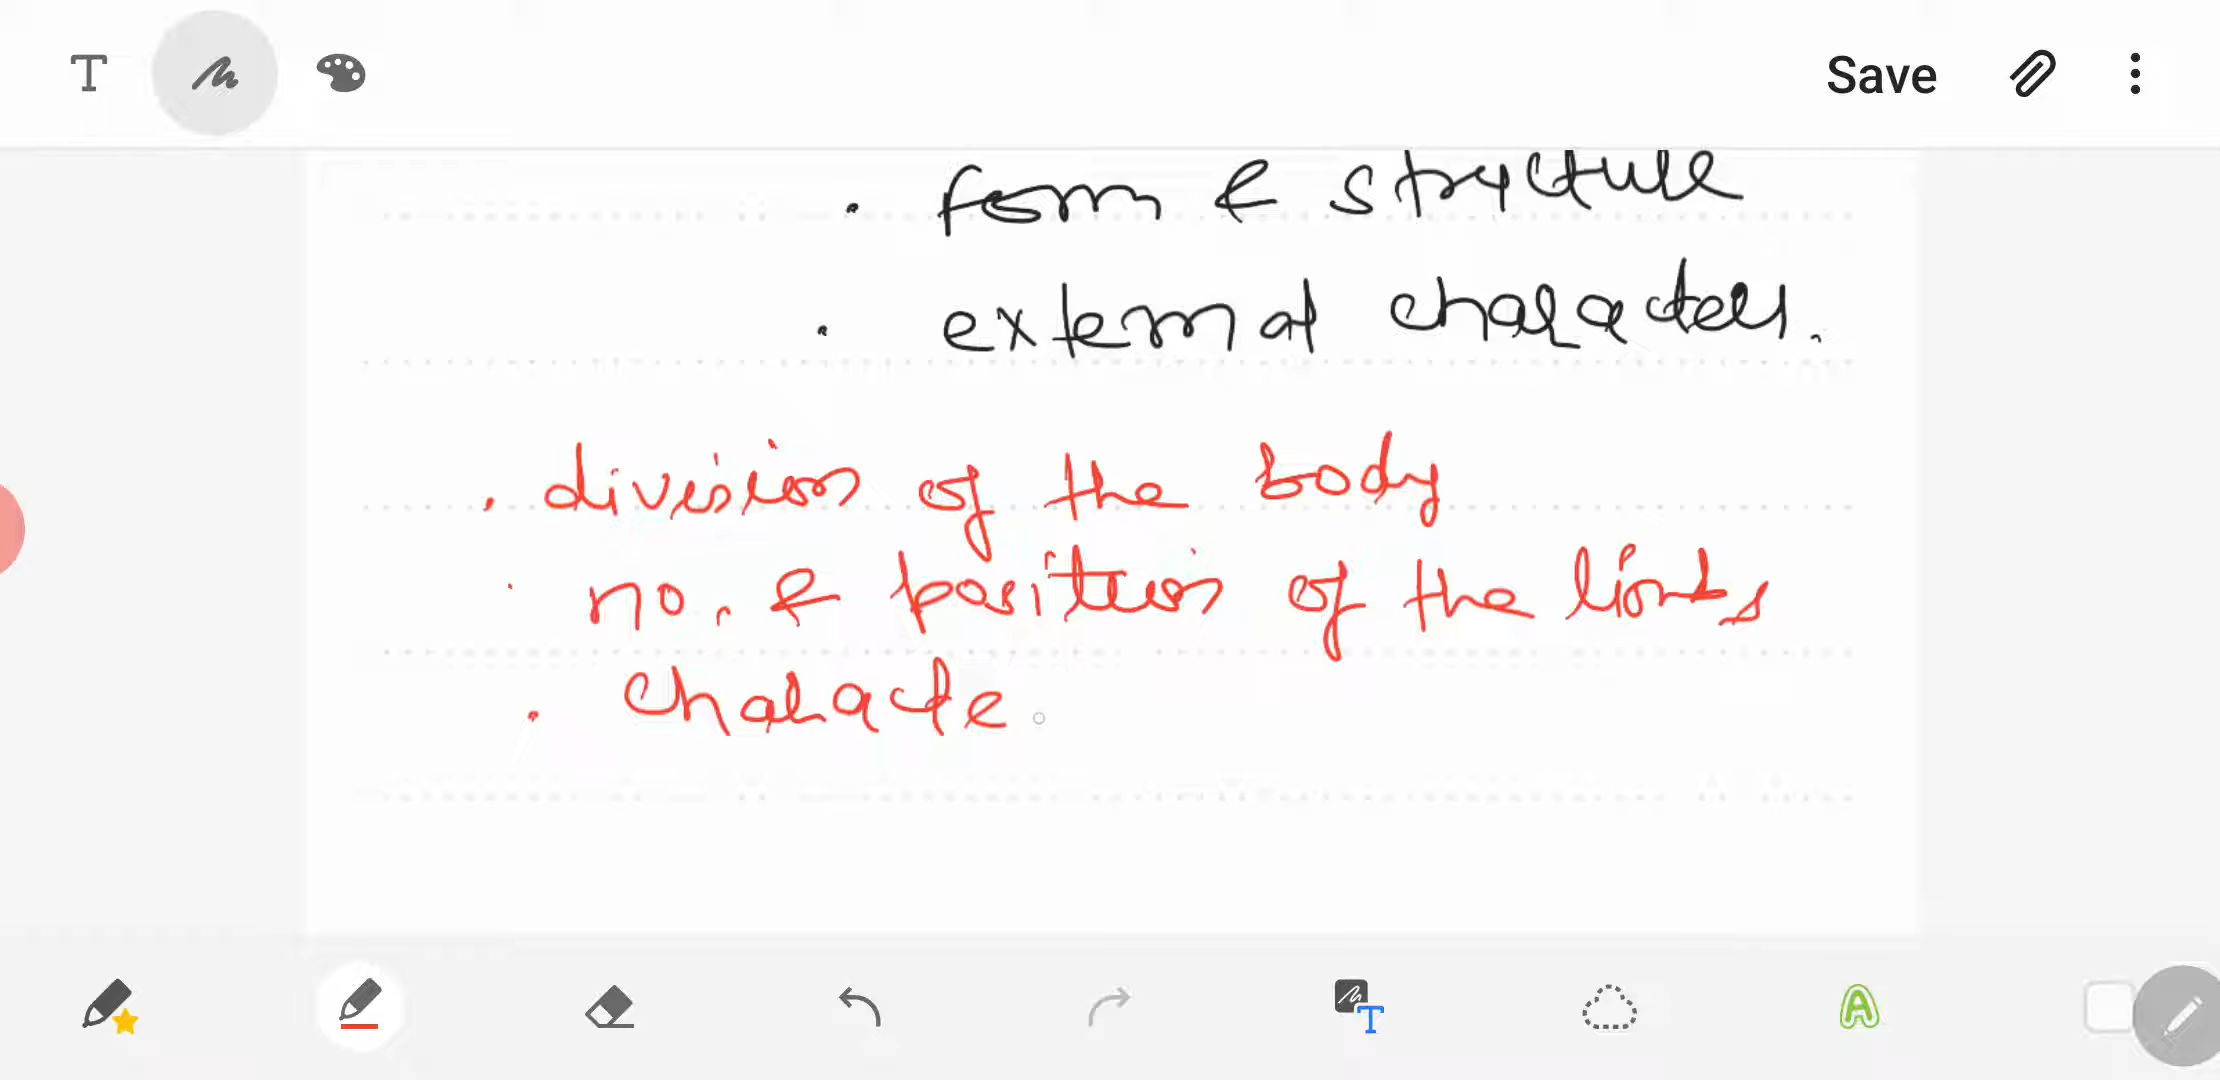 Save
. form & structure
. external characters.
. division of the body
. no. & position of the limbs
. characte